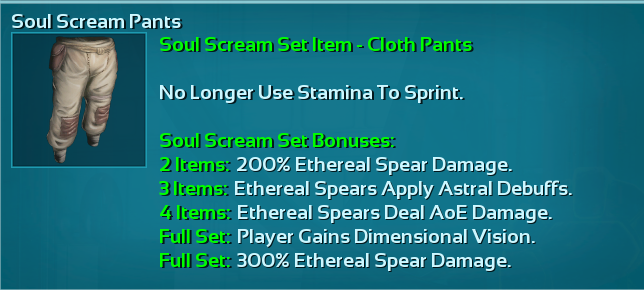 Soul Scream Pants
Soul Scream Set Item - Cloth Pants
No Longer Use Stamina To Sprint.
Soul Scream Set Bonuses:
2 Items: 200% Ethereal Spear Damage.
3 Items: Ethereal Spears Apply Astral Debuffs.
4 Items: Ethereal Spears Deal AoE Damage.
Full Set: Player Gains Dimensional Vision.
Full Set: 300% Ethereal Spear Damage.